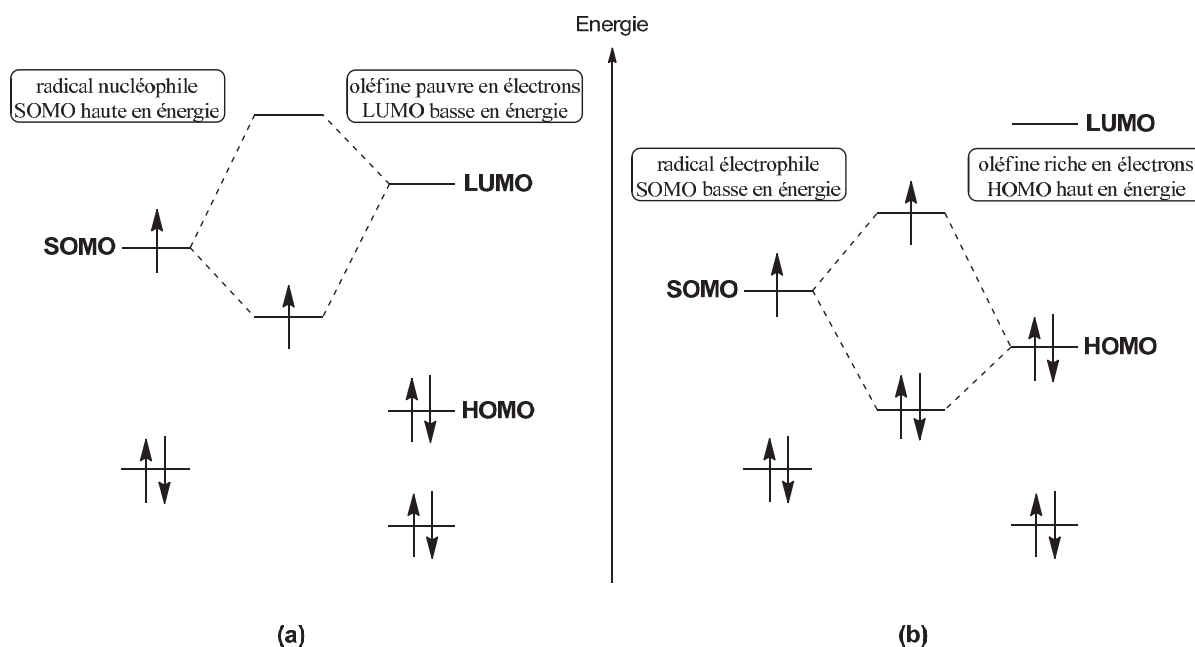 Energie
radical nucléophile
SOMO haute en énergie
oléfine pauvre en électrons
LUMO basse en énergie
SOMO
LUMO
HOMO
(a)
LUMO
radical électrophile
SOMO basse en énergie
oléfine riche en électrons
HOMO haut en énergie
SOMO
HOMO
(b)